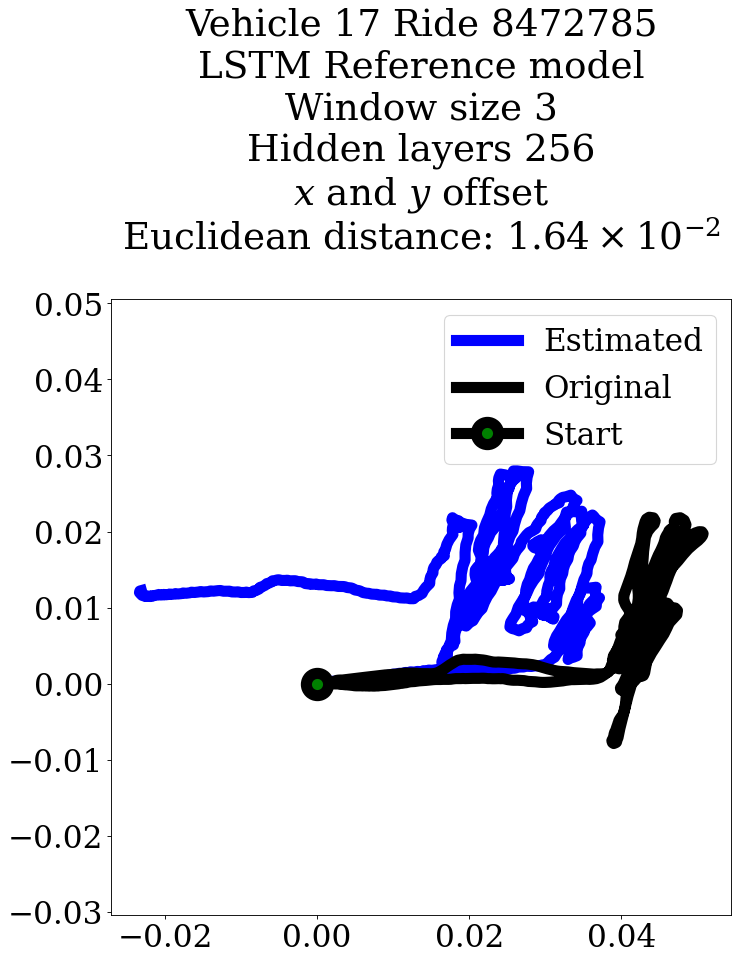 Vehicle 17 Ride 8472785
LSTM Reference model
Window size 3
Hidden layers 256
x and y offset
Euclidean distance: 1.64 × 10⁻²
0.05
Estimated
0.04
Original
0.03
Start
0.02
0.01
0.00
−0.01
−0.02
−0.03
−0.02 0.00 0.02 0.04